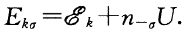 E_{kσ} = ℰ_k + n_{-σ}U.